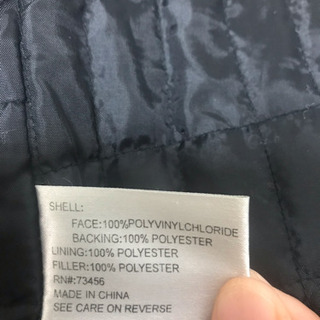 SHELL:
FACE:100%POLYVINYLCHLORIDE
BACKING:100% POLYESTER
LINING:100% POLYESTER
FILLER:100% POLYESTER
RN#:73456
MADE IN CHINA
SEE CARE ON REVERSE